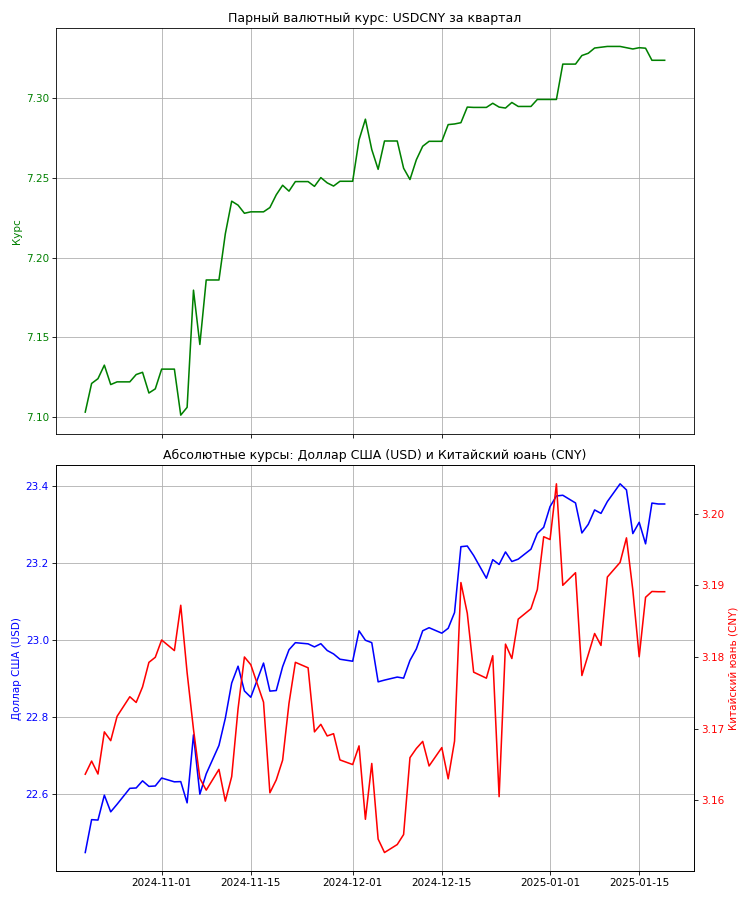 Парный валютный курс: USDCNY за квартал
7.30
7.25
7.20
7.15
7.10
Курс
Абсолютные курсы: Доллар США (USD) и Китайский юань (CNY)
23.4
23.2
23.0
22.8
22.6
Доллар США (USD)
3.20
3.19
3.18
3.17
3.16
Китайский юань (CNY)
2024-11-01 2024-11-15 2024-12-01 2024-12-15 2025-01-01 2025-01-15